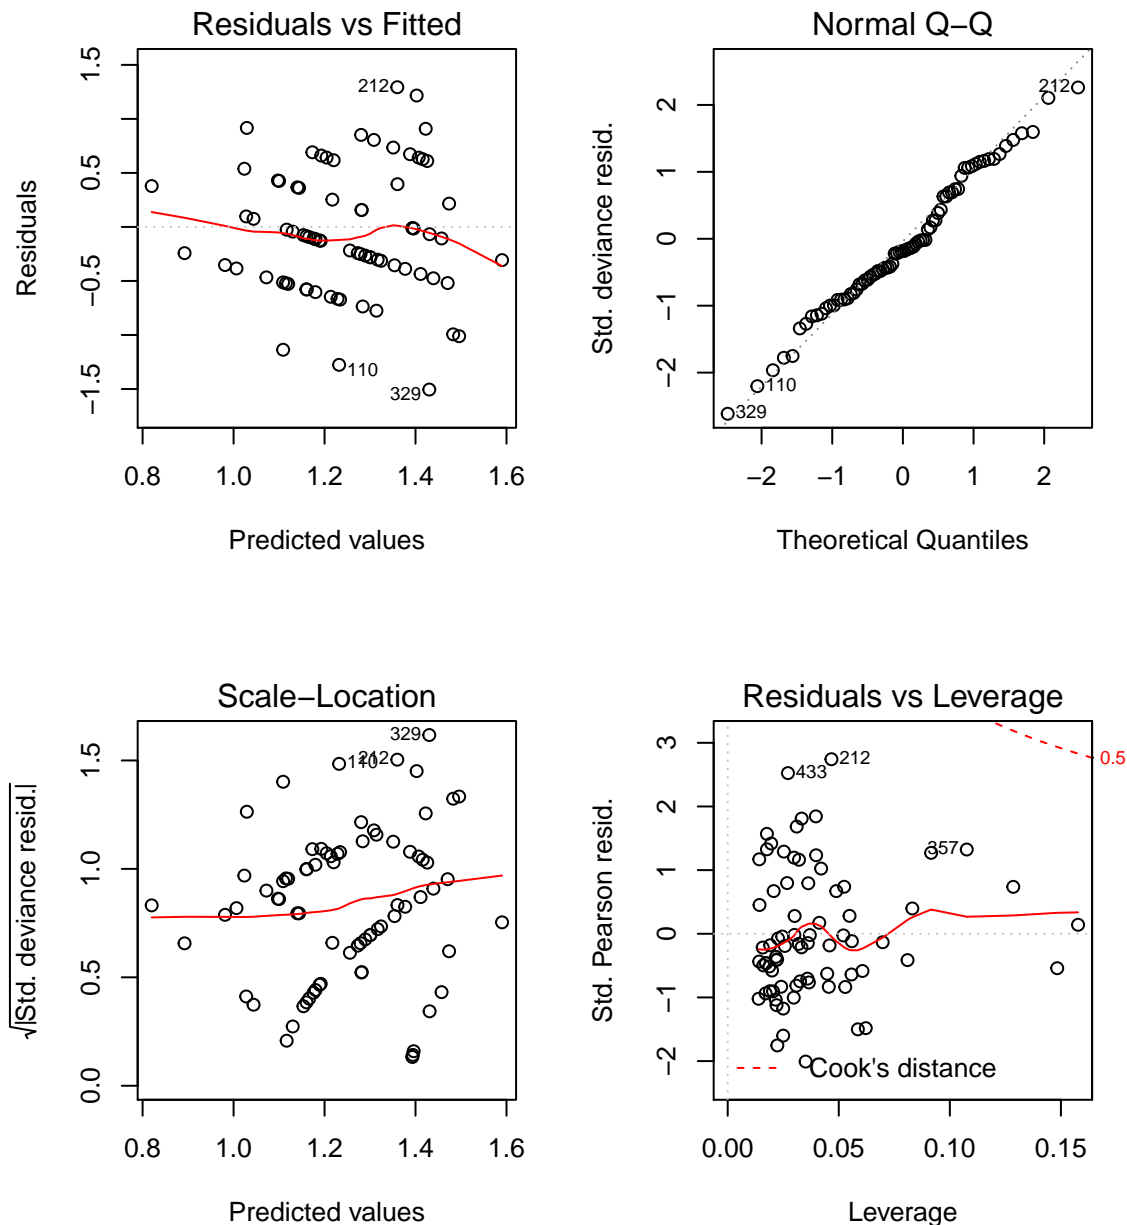 Residuals vs Fitted
Residuals
1.5
0.5
−0.5
−1.5
212
110
329
0.8 1.0 1.2 1.4 1.6
Predicted values
Normal Q−Q
Std. deviance resid.
2
1
0
−1
−2
212
110
329
−2 −1 0 1 2
Theoretical Quantiles
Scale−Location
√|Std. deviance resid.|
1.5
1.0
0.5
0.0
329
212
110
0.8 1.0 1.2 1.4 1.6
Predicted values
Residuals vs Leverage
Std. Pearson resid.
3
2
1
0
−1
−2
0.5
212
433
357
Cook's distance
0.00 0.05 0.10 0.15
Leverage